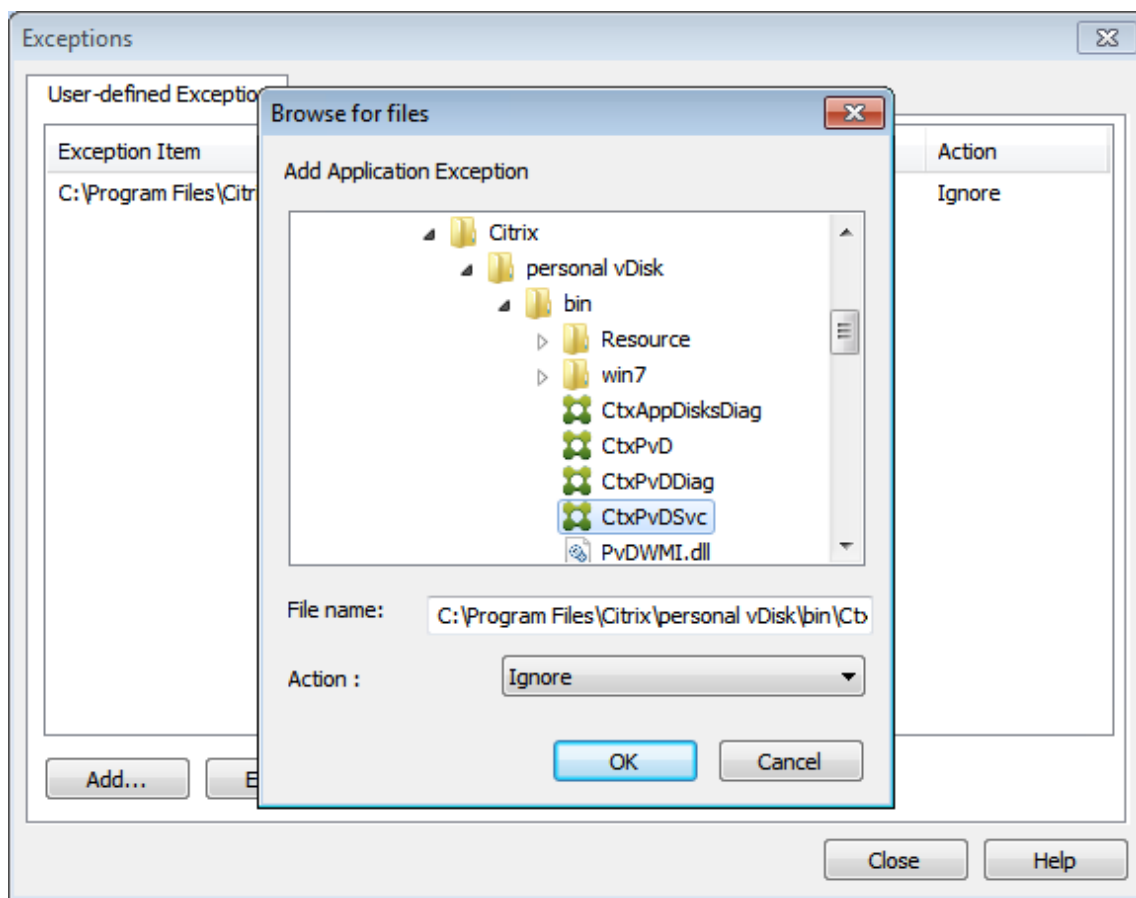 Exceptions
User-defined Exceptio
Exception Item
Action
C:\Program Files\Citr
Ignore
Browse for files
Add Application Exception
Citrix
personal vDisk
bin
Resource
win7
CtxAppDisksDiag
CtxPvD
CtxPvDDiag
CtxPvDSvc
PvDWMI.dll
File name:
C:\Program Files\Citrix\personal vDisk\bin\Ctx
Action :
Ignore
OK
Cancel
Add...
E
Close
Help